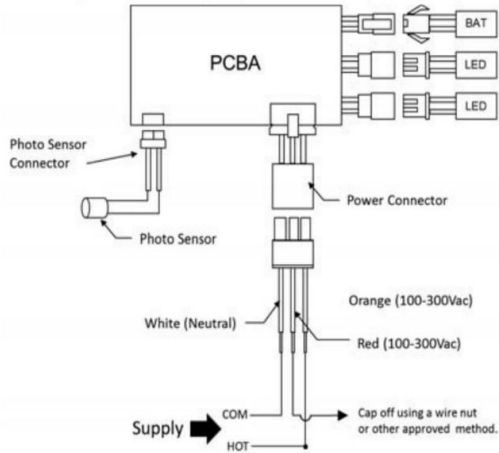 BAT
PCBA
LED
LED
Photo Sensor
Connector
Power Connector
Photo Sensor
Orange (100-300Vac)
White (Neutral)
Red (100-300Vac)
COM
Supply
HOT
Cap off using a wire nut
or other approved method.